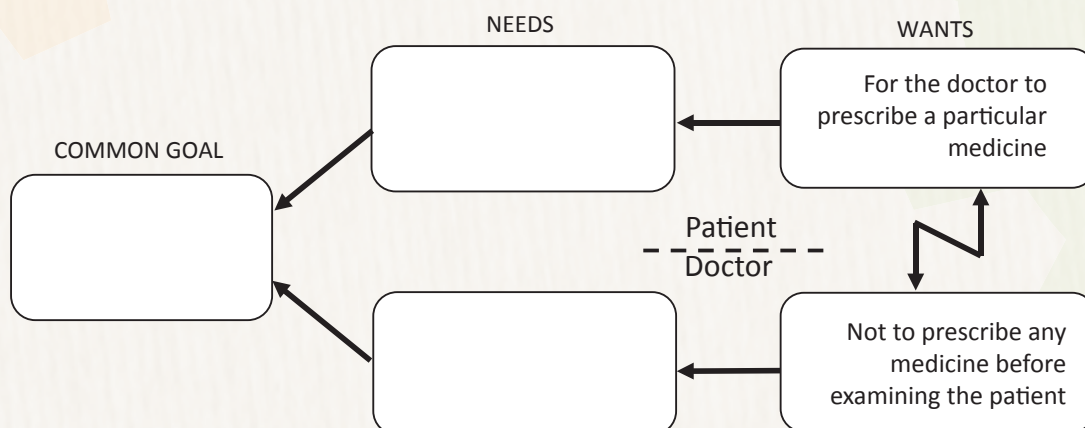 NEEDS
WANTS
For the doctor to
prescribe a particular
medicine
COMMON GOAL
Patient
Doctor
Not to prescribe any
medicine before
examining the patient